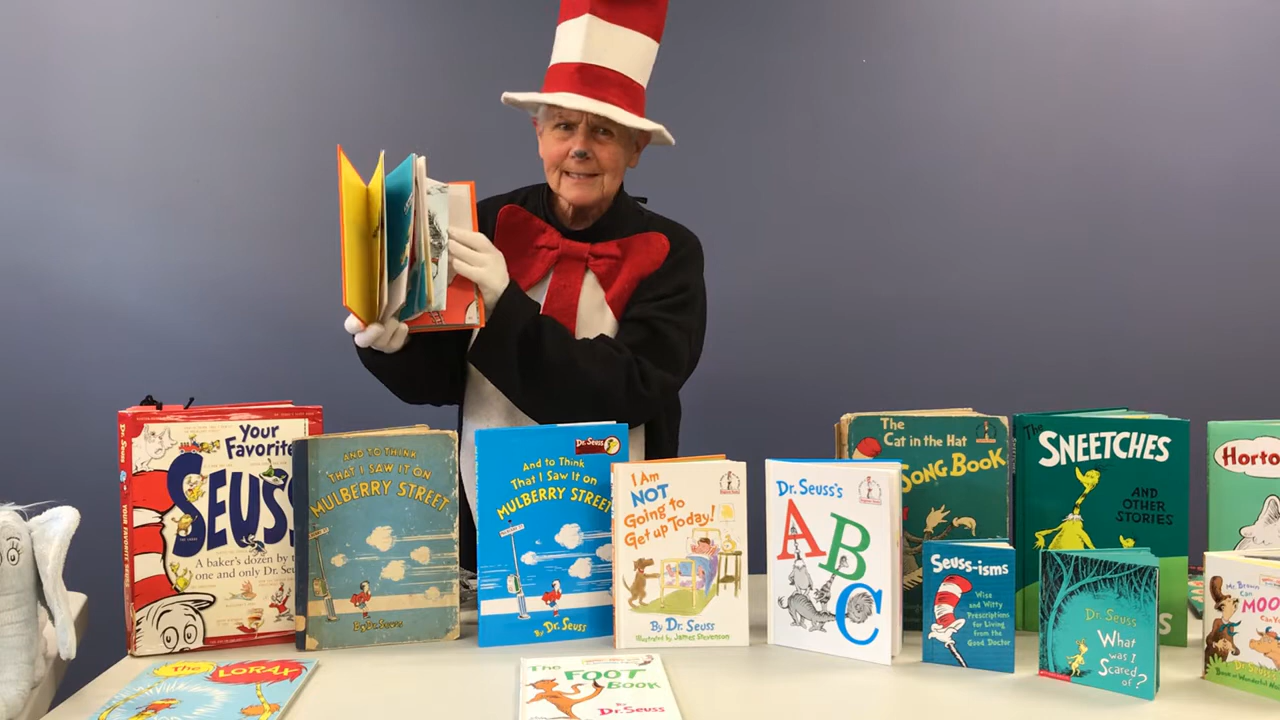 Your
Favorite
SEUSS
A baker's dozen by t
one and only Dr. Seu
Dr. Seuss
YOUR FAVORITE
AND TO THINK
THAT I SAW IT ON
MULBERRY STREET
By Dr. Seuss
Dr. Seuss
And to Think
That I Saw It on
MULBERRY STREET
By Dr. Seuss
I Am
NOT
Going to
Get up Today!
By Dr. Seuss
Illustrated by James Stevenson
Dr. Seuss's
A
B
C
The
Cat in the Hat
SONG BOOK
Seuss-isms
Wise and Witty
Prescriptions
for Living
from the
Good Doctor
The
SNEETCHES
AND
OTHER
STORIES
Dr. Seuss
What
was I
Scared
of?
Horto
Mr. Brown
Can
MOO
The LORAX
The
FOOT
BOOK
By
Dr. Seuss